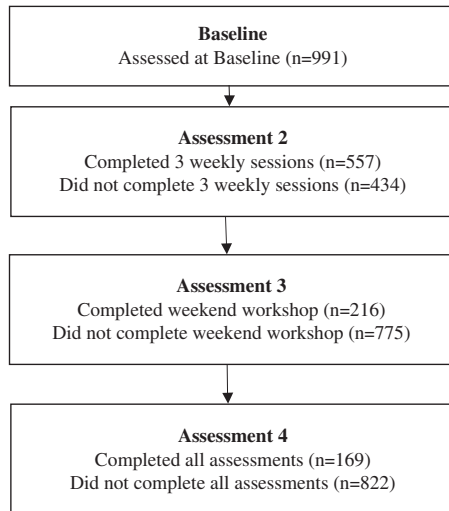 Baseline
Assessed at Baseline (n=991)
Assessment 2
Completed 3 weekly sessions (n=557)
Did not complete 3 weekly sessions (n=434)
Assessment 3
Completed weekend workshop (n=216)
Did not complete weekend workshop (n=775)
Assessment 4
Completed all assessments (n=169)
Did not complete all assessments (n=822)